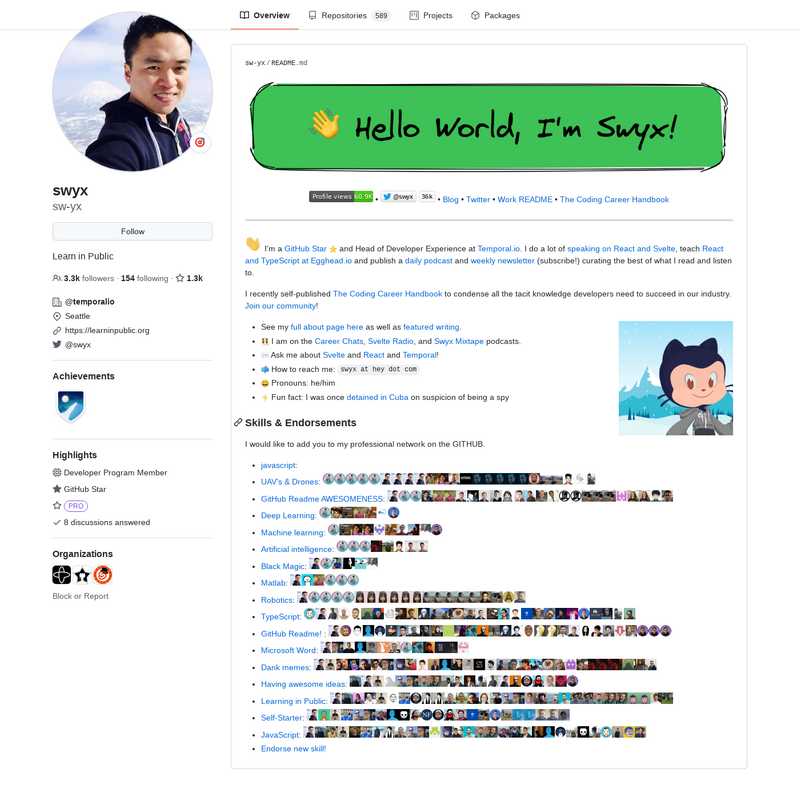 Overview
Repositories 589
Projects
Packages
swyx
sw-yx
Follow
Learn in Public
3.3k followers · 154 following · 1.3k
@temporalio
Seattle
https://learninpublic.org
@swyx
Achievements
Highlights
Developer Program Member
GitHub Star
PRO
8 discussions answered
Organizations
Block or Report
sw-yx / README.md
👋 Hello World, I'm Swyx!
Profile views 60.9K • @swyx 36k • Blog • Twitter • Work README • The Coding Career Handbook
👋 I'm a GitHub Star ⭐ and Head of Developer Experience at Temporal.io. I do a lot of speaking on React and Svelte, teach React
and TypeScript at Egghead.io and publish a daily podcast and weekly newsletter (subscribe!) curating the best of what I read and listen
to.
I recently self-published The Coding Career Handbook to condense all the tacit knowledge developers need to succeed in our industry.
Join our community!
• See my full about page here as well as featured writing.
• I am on the Career Chats, Svelte Radio, and Swyx Mixtape podcasts.
• Ask me about Svelte and React and Temporal!
• How to reach me: swyx at hey dot com
• 😄 Pronouns: he/him
• ⚡ Fun fact: I was once detained in Cuba on suspicion of being a spy
Skills & Endorsements
I would like to add you to my professional network on the GITHUB.
• javascript:
• UAV's & Drones:
• GitHub Readme AWESOMENESS:
• Deep Learning:
• Machine learning:
• Artificial intelligence:
• Black Magic:
• Matlab:
• Robotics:
• TypeScript:
• GitHub Readme! :
• Microsoft Word:
• Dank memes:
• Having awesome ideas:
• Learning in Public:
• Self-Starter:
• JavaScript:
• Endorse new skill!